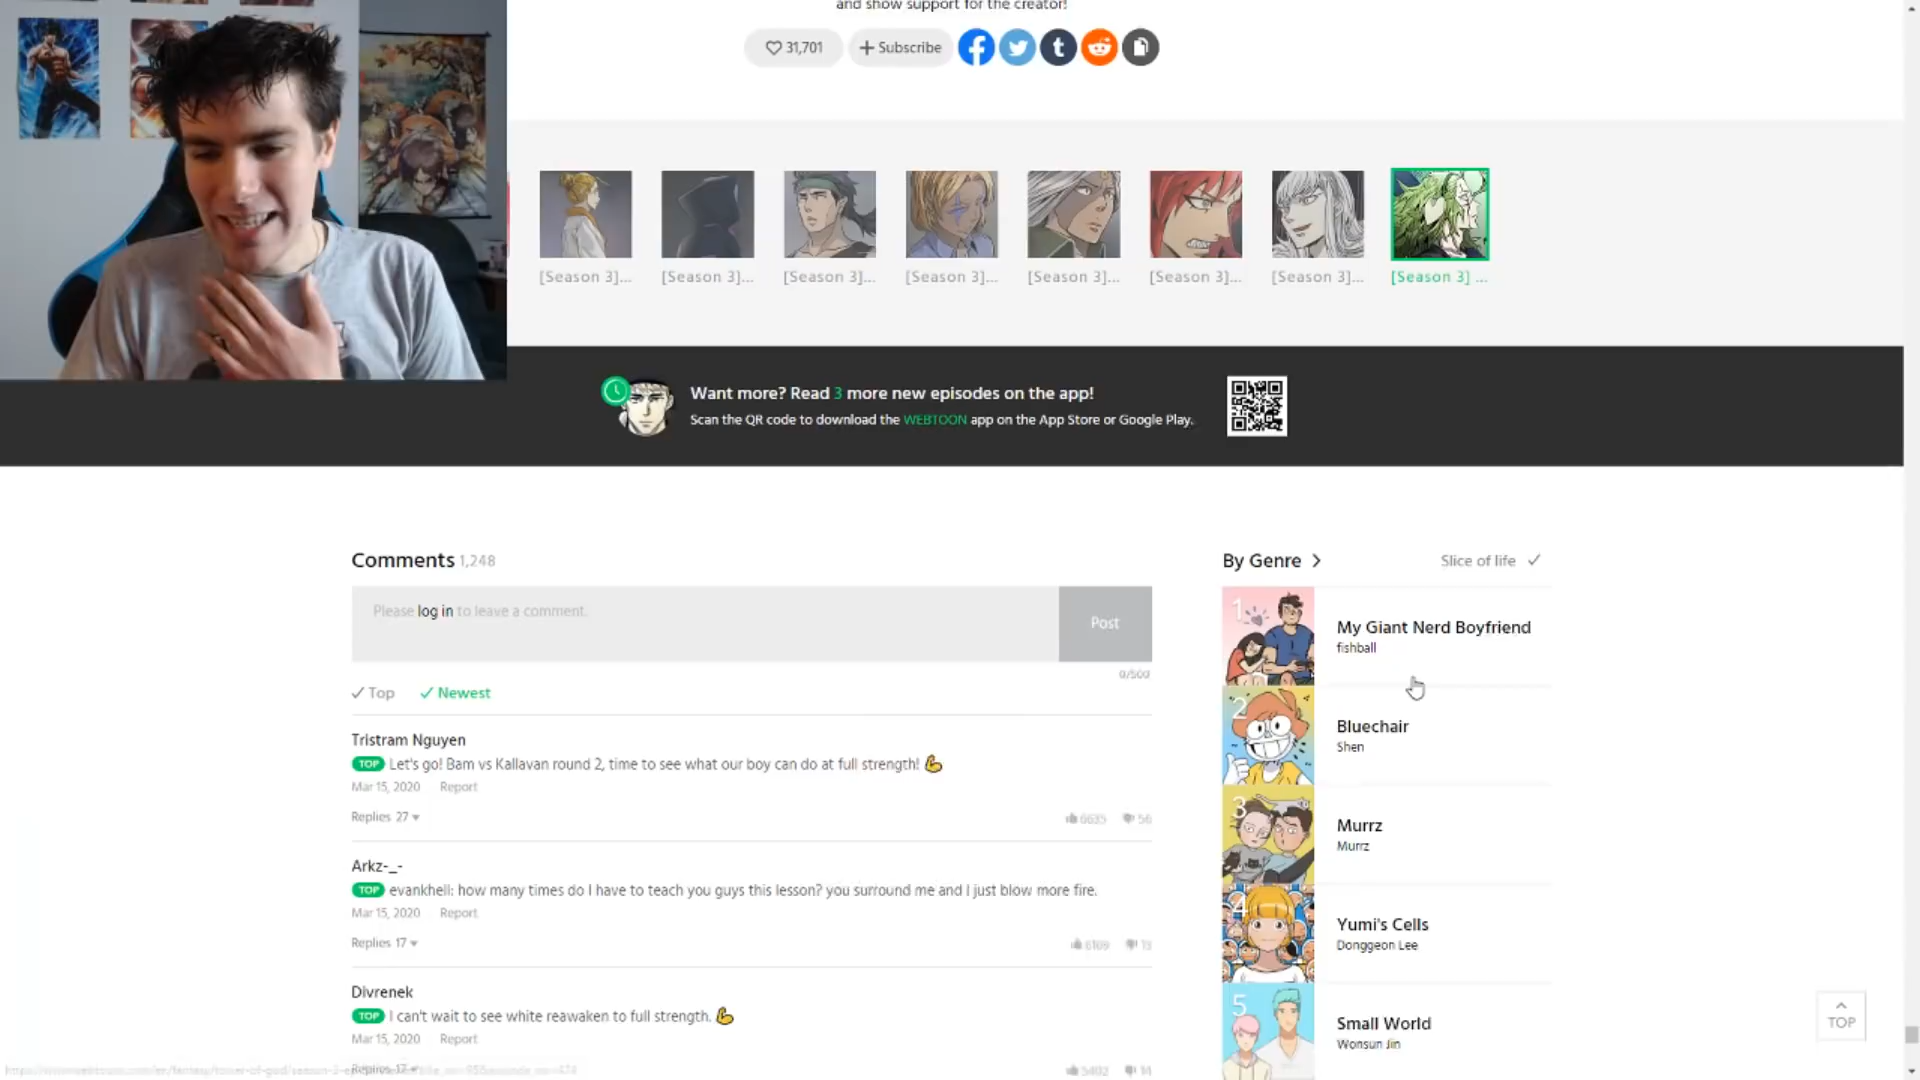 and show support for the creator!
31,701
Subscribe
[Season 3]...
[Season 3]...
[Season 3]...
[Season 3]...
[Season 3]...
[Season 3]...
[Season 3]...
[Season 3] ...
Want more? Read 3 more new episodes on the app!
Scan the QR code to download the WEBTOON app on the App Store or Google Play.
Comments 1,248
Please log in to leave a comment.
Post
0/500
Top
Newest
Tristram Nguyen
TOP Let's go! Bam vs Kallavan round 2, time to see what our boy can do at full strength! 💪
Mar 15, 2020 Report
Replies 27
6635 56
Arkz-_-
TOP evankhell: how many times do I have to teach you guys this lesson? you surround me and I just blow more fire.
Mar 15, 2020 Report
Replies 17
6169 13
Divrenek
TOP I can't wait to see white reawaken to full strength. 💪
Mar 15, 2020 Report
Replies 17
5402 14
By Genre
Slice of life
1
My Giant Nerd Boyfriend
fishball
2
Bluechair
Shen
3
Murrz
Murrz
4
Yumi's Cells
Donggeon Lee
5
Small World
Wonsun Jin
TOP